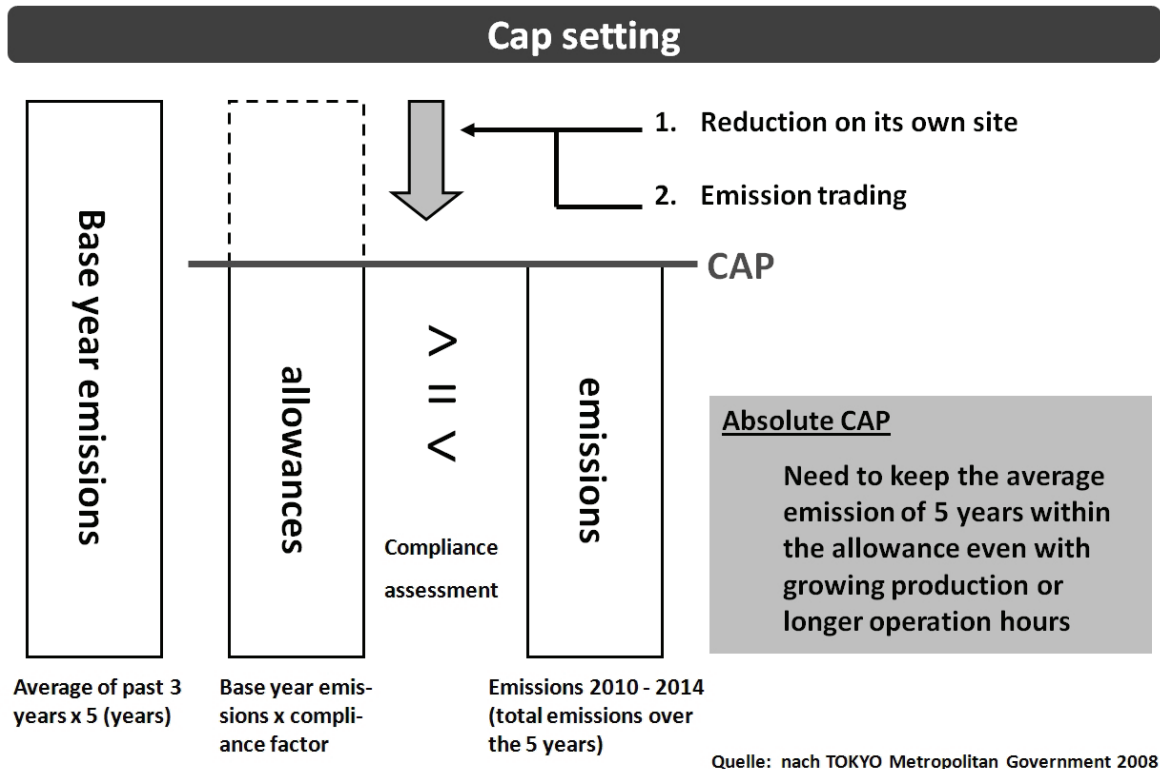 Cap setting
1. Reduction on its own site
2. Emission trading
CAP
Base year emissions
allowances
>
=
<
Compliance
assessment
emissions
Absolute CAP
Need to keep the average
emission of 5 years within
the allowance even with
growing production or
longer operation hours
Average of past 3
years x 5 (years)
Base year emis-
sions x compli-
ance factor
Emissions 2010 - 2014
(total emissions over
the 5 years)
Quelle: nach TOKYO Metropolitan Government 2008